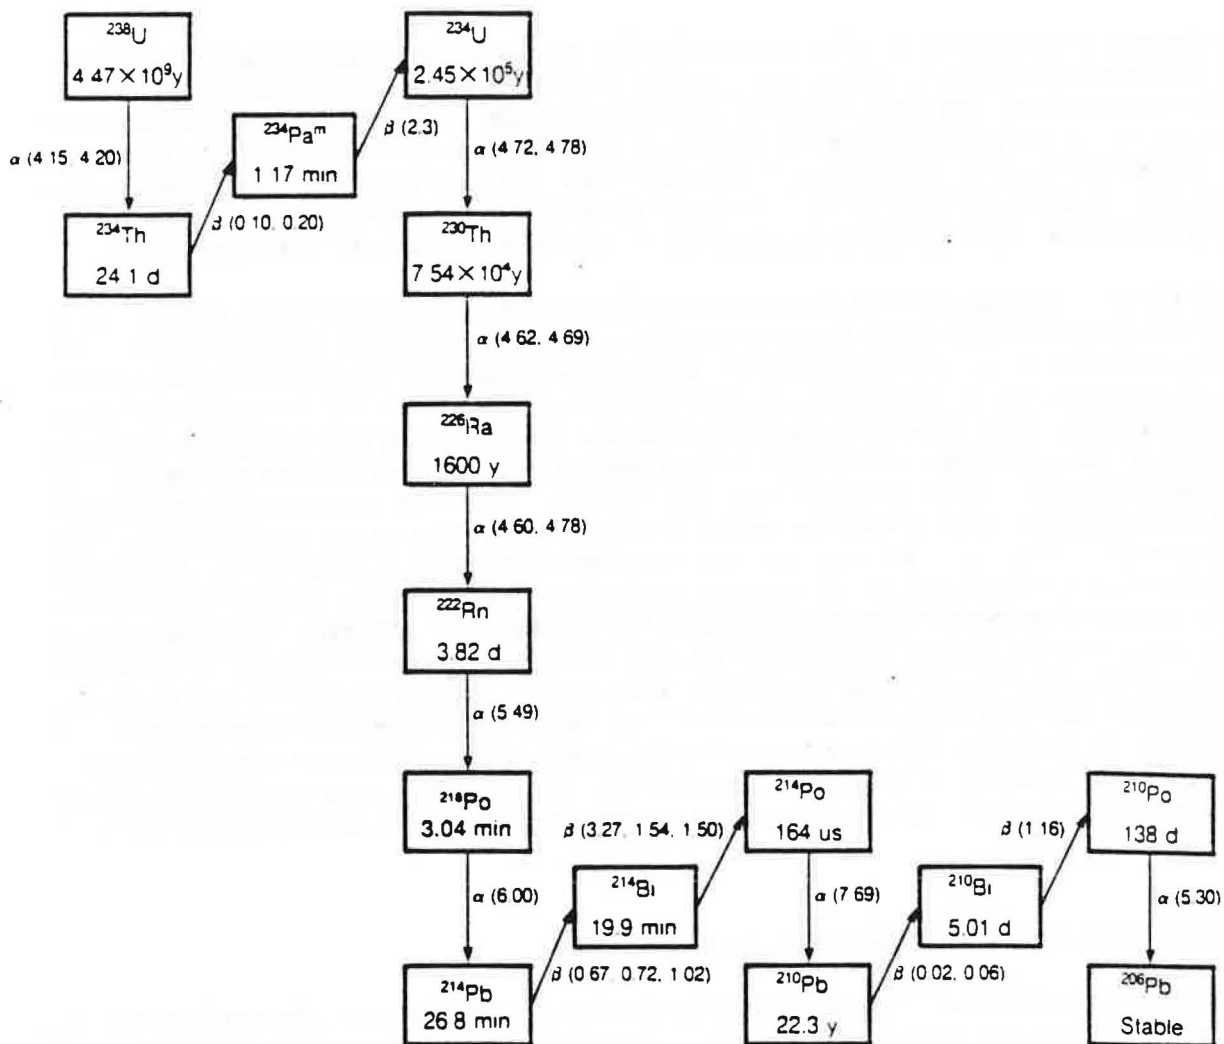 ²³⁸U
4.47×10⁹y
²³⁴U
2.45×10⁵y
²³⁴Paᵐ
1 17 min
β (2.3)
α (4 15, 4 20)
α (4 72, 4 78)
β (0 10, 0 20)
²³⁴Th
24 1 d
²³⁰Th
7 54×10⁴y
α (4 62, 4 69)
²²⁶Ra
1600 y
α (4 60, 4 78)
²²²Rn
3.82 d
α (5 49)
²¹⁸Po
3.04 min
β (3.27, 1 54, 1 50)
²¹⁴Po
164 us
β (1 16)
²¹⁰Po
138 d
α (6 00)
²¹⁴Bi
19.9 min
α (7 69)
²¹⁰Bi
5.01 d
α (5.30)
β (0 67, 0 72, 1 02)
β (0 02, 0 06)
²¹⁴Pb
26 8 min
²¹⁰Pb
22.3 y
²⁰⁶Pb
Stable